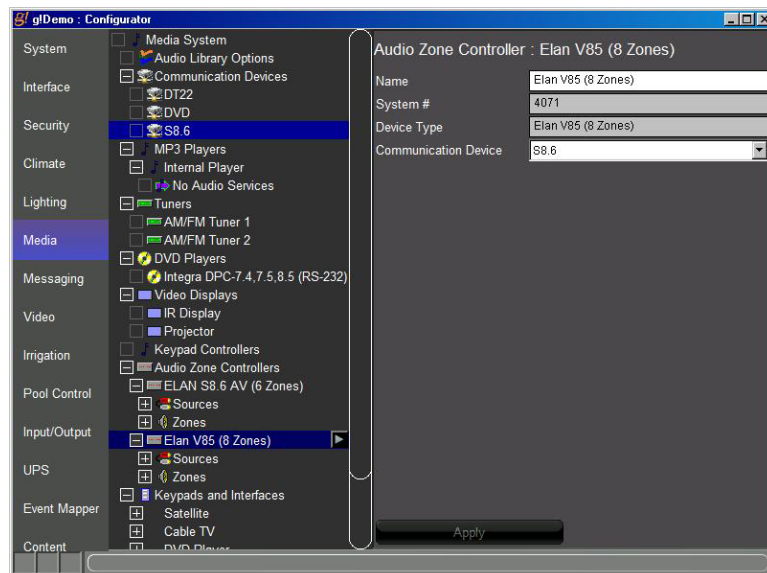 g! g!Demo : Configurator
System
Interface
Security
Climate
Lighting
Media
Messaging
Video
Irrigation
Pool Control
Input/Output
UPS
Event Mapper
Content
Media System
Audio Library Options
Communication Devices
DT22
DVD
S8.6
MP3 Players
Internal Player
No Audio Services
Tuners
AM/FM Tuner 1
AM/FM Tuner 2
DVD Players
Integra DPC-7.4,7.5,8.5 (RS-232)
Video Displays
IR Display
Projector
Keypad Controllers
Audio Zone Controllers
ELAN S8.6 AV (6 Zones)
Sources
Zones
Elan V85 (8 Zones)
Sources
Zones
Keypads and Interfaces
Satellite
Cable TV
DVD Player
Audio Zone Controller : Elan V85 (8 Zones)
Name Elan V85 (8 Zones)
System # 4071
Device Type Elan V85 (8 Zones)
Communication Device S8.6
Apply